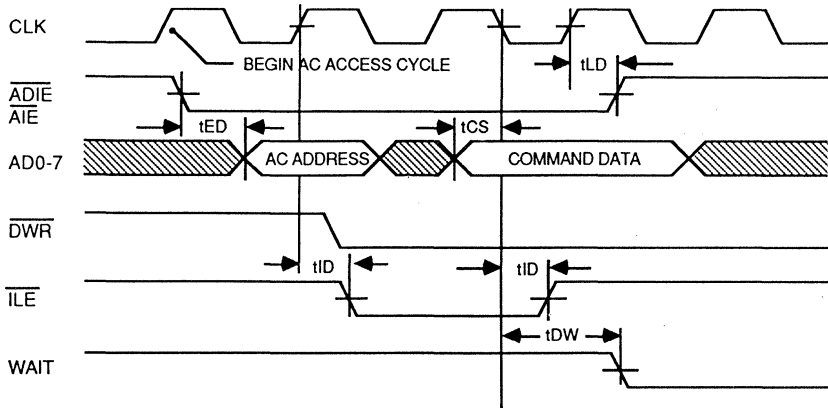 CLK
BEGIN AC ACCESS CYCLE
tLD
ADIE
AIE
tED
tCS
AD0-7
AC ADDRESS
COMMAND DATA
DWR
tID
tID
ILE
tDW
WAIT